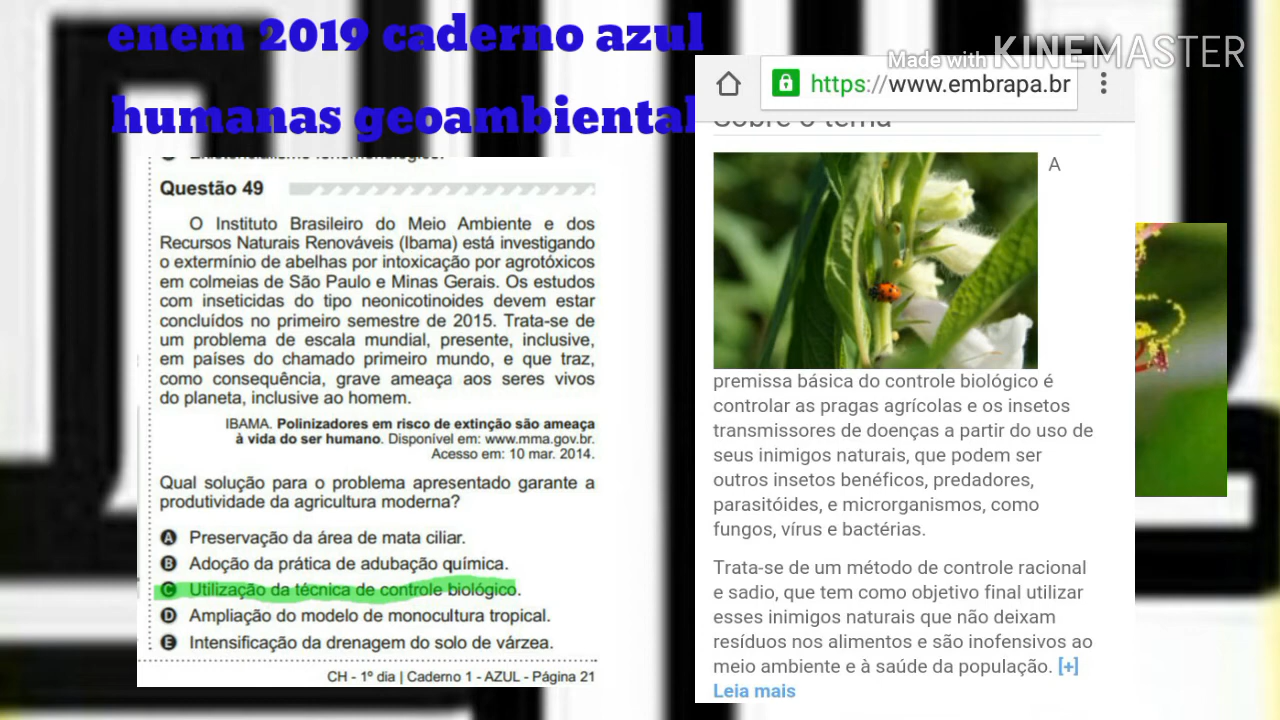 enem 2019 caderno azul
humanas geoambiental
Made with KINEMASTER
https://www.embrapa.br
Sobre o tema
Existencialismo fenomenológico.
Questão 49
O Instituto Brasileiro do Meio Ambiente e dos
Recursos Naturais Renováveis (Ibama) está investigando
o extermínio de abelhas por intoxicação por agrotóxicos
em colmeias de São Paulo e Minas Gerais. Os estudos
com inseticidas do tipo neonicotinoides devem estar
concluídos no primeiro semestre de 2015. Trata-se de
um problema de escala mundial, presente, inclusive,
em países do chamado primeiro mundo, e que traz,
como consequência, grave ameaça aos seres vivos
do planeta, inclusive ao homem.
IBAMA. Polinizadores em risco de extinção são ameaça
à vida do ser humano. Disponível em: www.mma.gov.br.
Acesso em: 10 mar. 2014.
Qual solução para o problema apresentado garante a
produtividade da agricultura moderna?
A Preservação da área de mata ciliar.
B Adoção da prática de adubação química.
C Utilização da técnica de controle biológico.
D Ampliação do modelo de monocultura tropical.
E Intensificação da drenagem do solo de várzea.
CH - 1º dia | Caderno 1 - AZUL - Página 21
A
premissa básica do controle biológico é
controlar as pragas agrícolas e os insetos
transmissores de doenças a partir do uso de
seus inimigos naturais, que podem ser
outros insetos benéficos, predadores,
parasitóides, e microrganismos, como
fungos, vírus e bactérias.
Trata-se de um método de controle racional
e sadio, que tem como objetivo final utilizar
esses inimigos naturais que não deixam
resíduos nos alimentos e são inofensivos ao
meio ambiente e à saúde da população. [+]
Leia mais